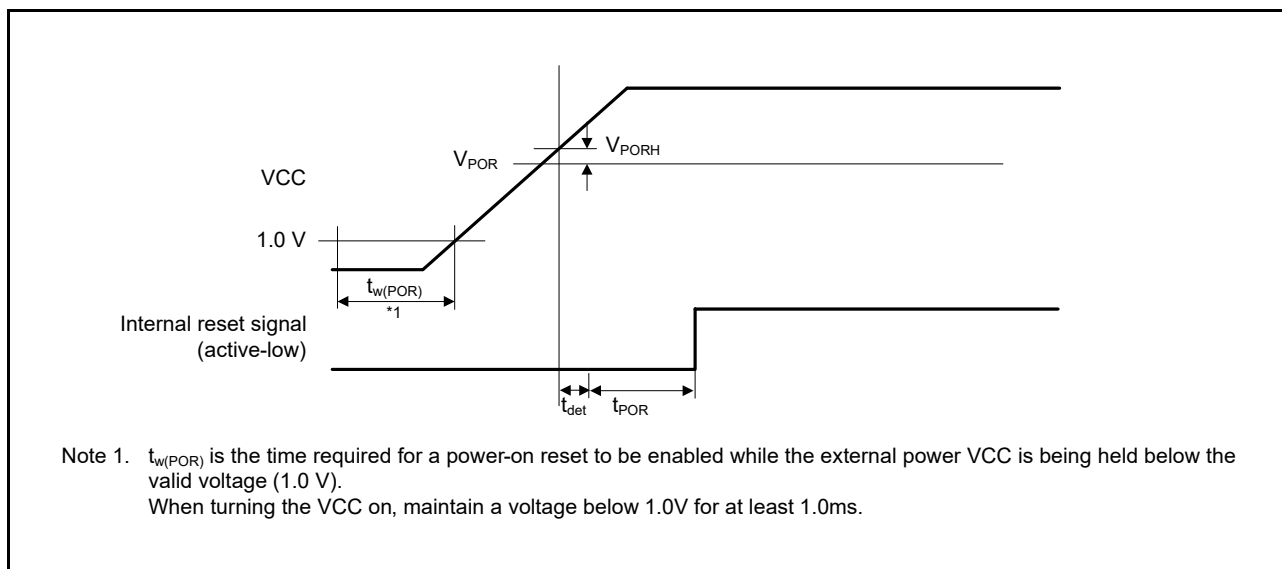 V_PORH
V_POR
VCC
1.0 V
t_w(POR)
*1
Internal reset signal
(active-low)
t_det t_POR
Note 1. t_w(POR) is the time required for a power-on reset to be enabled while the external power VCC is being held below the
valid voltage (1.0 V).
When turning the VCC on, maintain a voltage below 1.0V for at least 1.0ms.